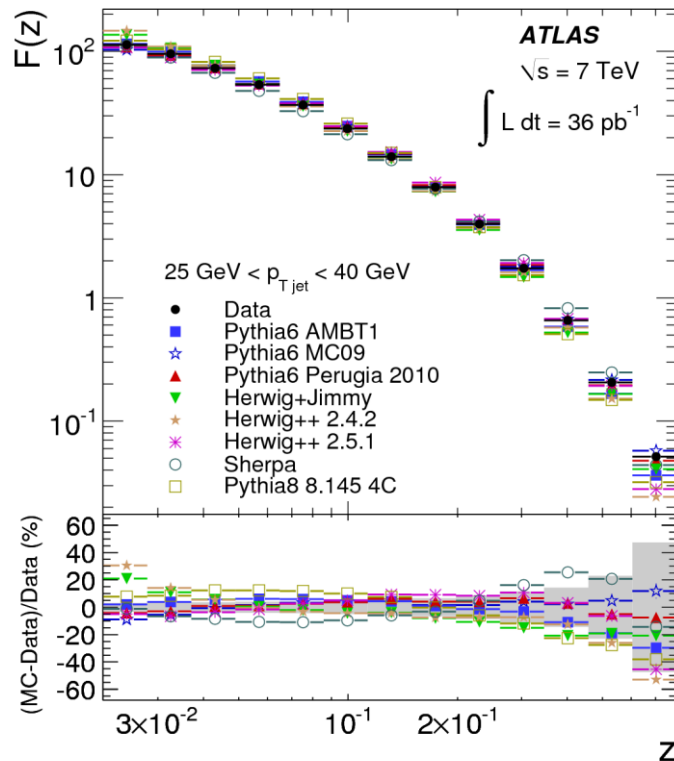 F(z)
10²
10
1
10⁻¹
ATLAS
√s = 7 TeV
∫ L dt = 36 pb⁻¹
25 GeV < p_T jet < 40 GeV
Data
Pythia6 AMBT1
Pythia6 MC09
Pythia6 Perugia 2010
Herwig+Jimmy
Herwig++ 2.4.2
Herwig++ 2.5.1
Sherpa
Pythia8 8.145 4C
(MC-Data)/Data (%)
60
40
20
0
-20
-40
-60
3×10⁻² 10⁻¹ 2×10⁻¹
z